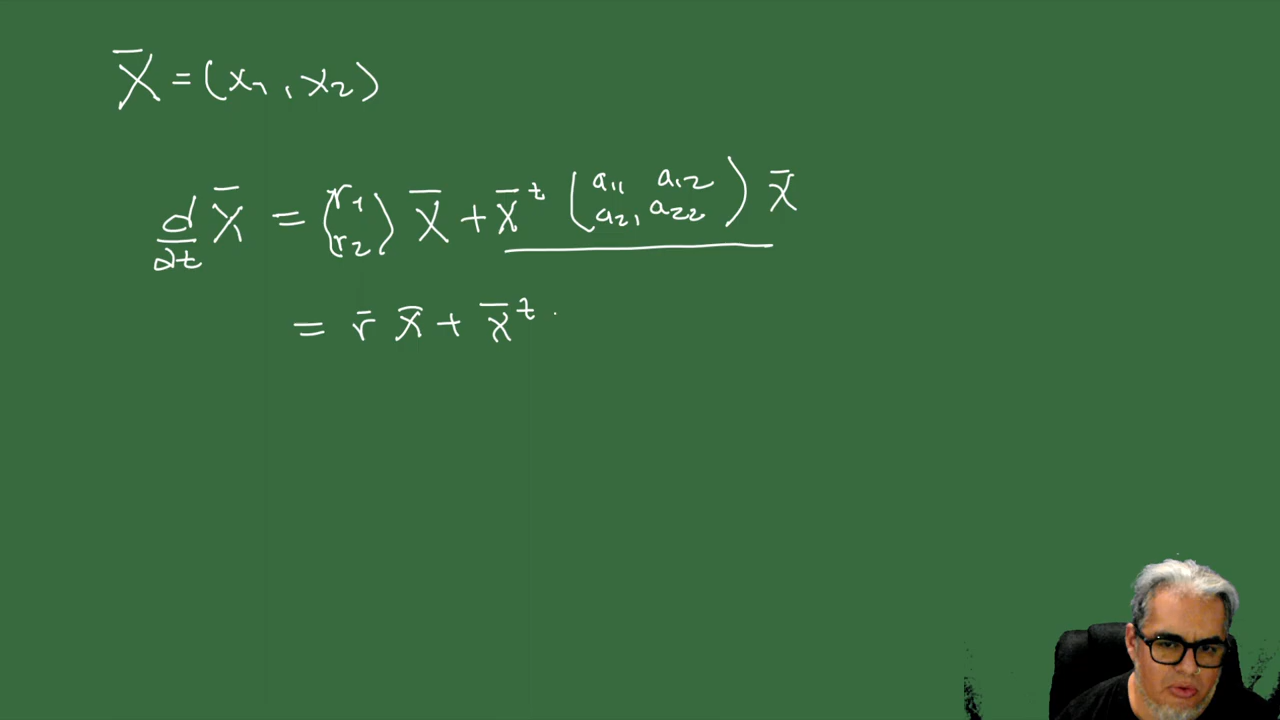 X̄ = (x₁, x₂)
d/dt X̄ = (r₁ r₂) X̄ + X̄ᵗ (a₁₁ a₁₂ a₂₁ a₂₂) X̄
= r̄ x̄ + x̄ᵗ ·